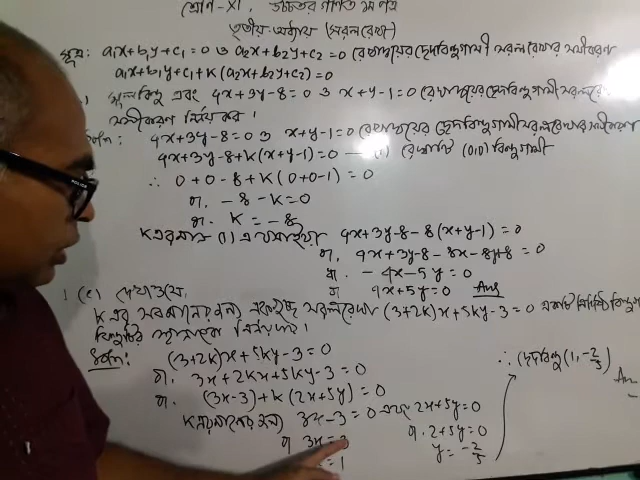 শ্রেণি-XI, উচ্চতর গণিত ১ম পত্র
তৃতীয় অধ্যায় (সরলরেখা)
সূত্র: a₁x+b₁y+c₁=0 ও a₂x+b₂y+c₂=0 রেখাদ্বয়ের ছেদবিন্দুগামী সরলরেখার সমীকরণ
a₁x+b₁y+c₁+k(a₂x+b₂y+c₂)=0
মূলবিন্দু এবং 4x+3y-8=0 ও x+y-1=0 রেখাদ্বয়ের ছেদবিন্দুগামী
সমীকরণ নির্ণয় কর।
4x+3y-8=0 ও x+y-1=0 রেখাদ্বয়ের ছেদবিন্দুগামী সরলরেখার সমীকরণ
4x+3y-8+k(x+y-1)=0 — (i) রেখাটি (0,0) বিন্দুগামী
∴ 0+0-8+k(0+0-1)=0
বা, -8-k=0
বা, k=-8
k এর মান (i) এ বসাইয়া 4x+3y-8-8(x+y-1)=0
বা, 4x+3y-8-8x-8y+8=0
বা, -4x-5y=0
বা 4x+5y=0 Ans
1 (c) দেখাও যে,
k এর সকল মানের জন্য সরলরেখা (3+2k)x+5ky-3=0 একটি নির্দিষ্ট
বিন্দুটির স্থানাংক নির্ণয় কর।
(3+2k)x+5ky-3=0
বা, 3x+2kx+5ky-3=0
বা, (3x-3)+k(2x+5y)=0
3x-3=0 এবং 2x+5y=0
বা 3x=3 বা, 2+5y=0
=1 y=-2/5
∴ ছেদবিন্দু (1,-2/5)
Ans